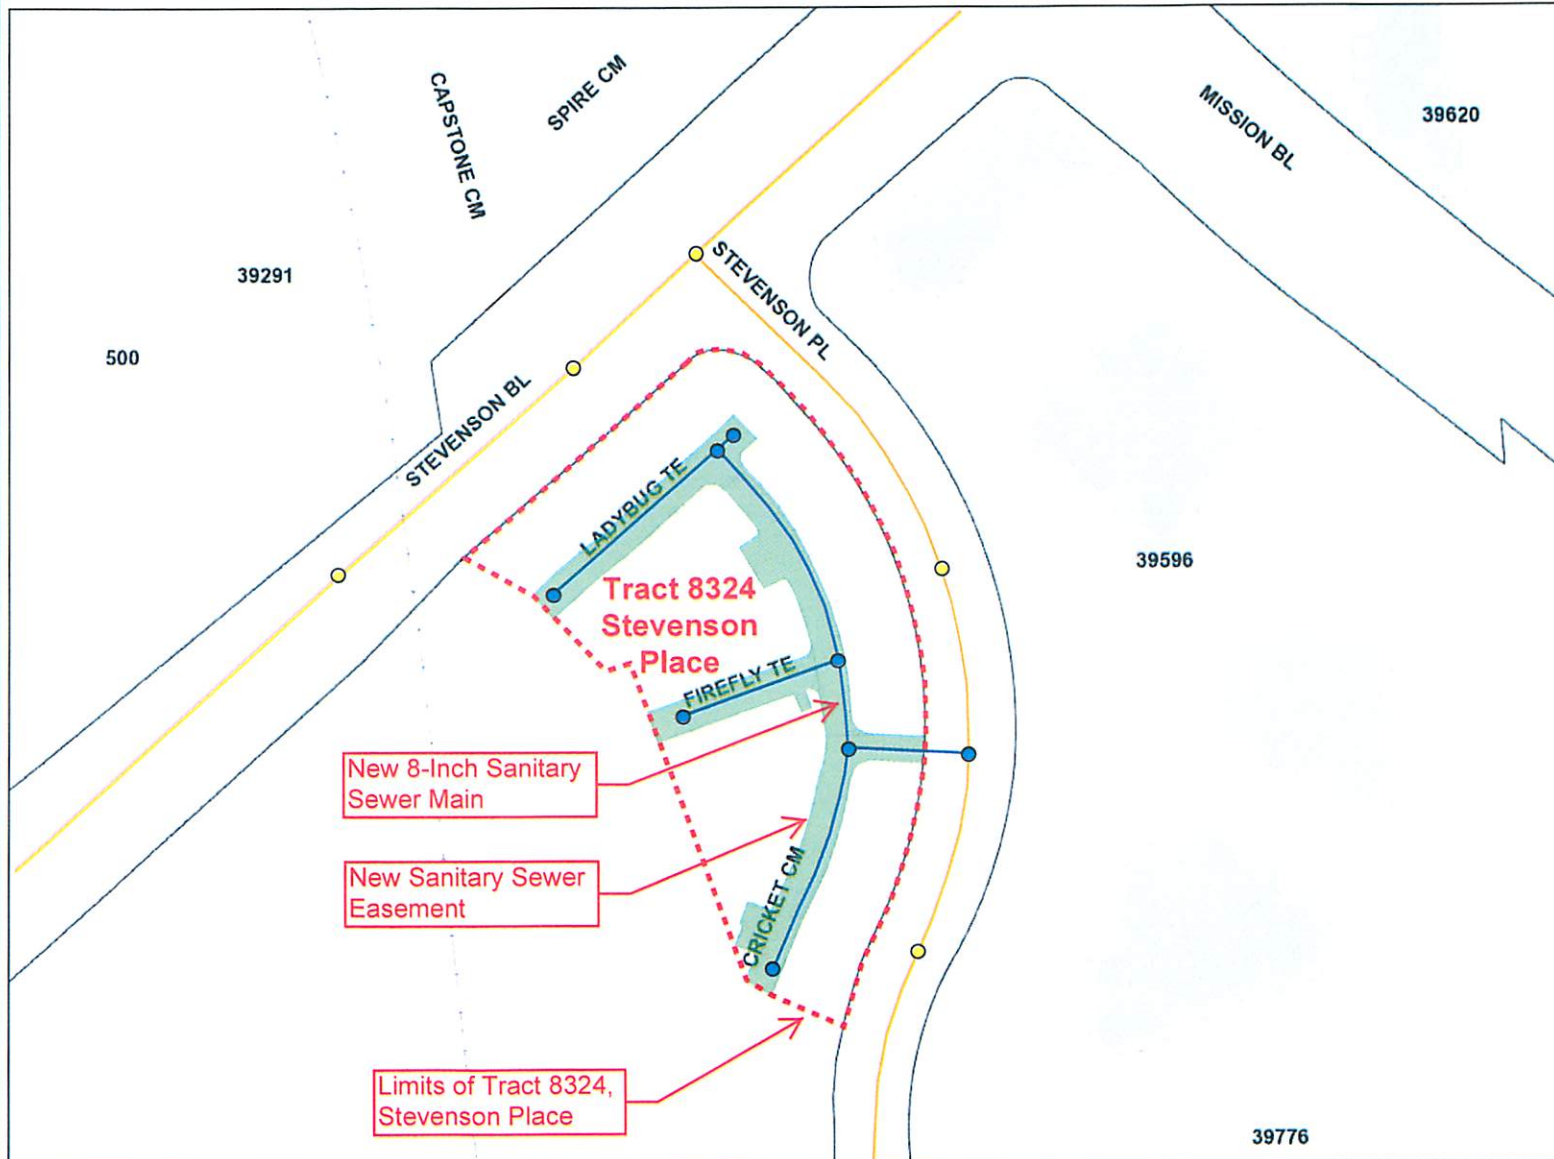 CAPSTONE CM
SPIRE CM
MISSION BL
39620
39291
500
STEVENSON PL
STEVENSON BL
LADYBUG TE
39596
Tract 8324
Stevenson
Place
FIREFLY TE
New 8-Inch Sanitary
Sewer Main
New Sanitary Sewer
Easement
CRICKET CM
Limits of Tract 8324,
Stevenson Place
39776